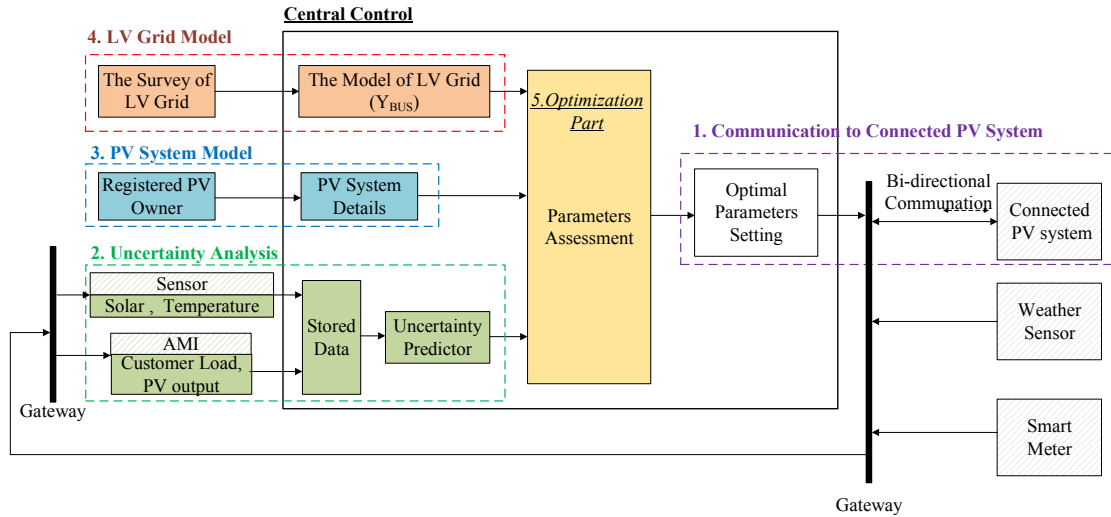 Central Control
4. LV Grid Model
The Survey of
LV Grid
The Model of LV Grid
(YBUS)
5.Optimization
Part
Parameters
Assessment
3. PV System Model
Registered PV
Owner
PV System
Details
2. Uncertainty Analysis
Sensor
Solar , Temperature
AMI
Customer Load,
PV output
Stored
Data
Uncertainty
Predictor
Gateway
1. Communication to Connected PV System
Optimal
Parameters
Setting
Bi-directional
Communation
Connected
PV system
Weather
Sensor
Smart
Meter
Gateway